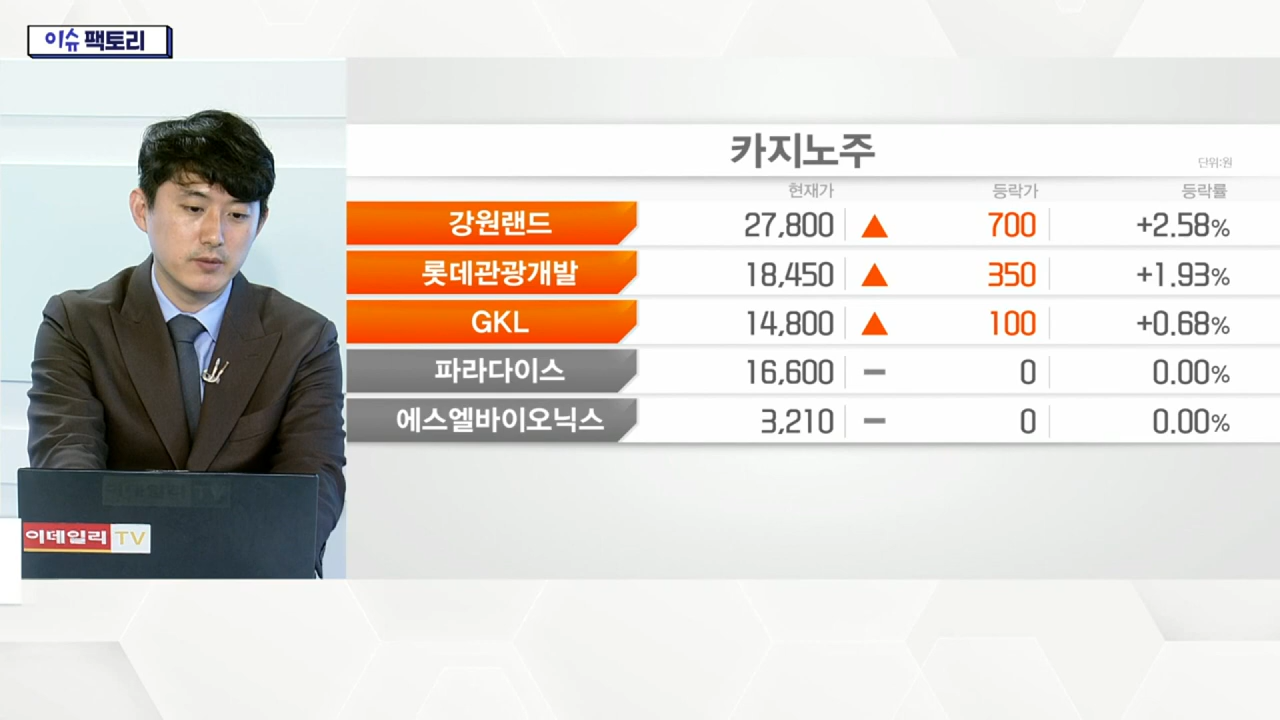 이슈 팩토리
카지노주
단위:원
현재가 등락가 등락률
강원랜드 27,800 ▲ 700 +2.58%
롯데관광개발 18,450 ▲ 350 +1.93%
GKL 14,800 ▲ 100 +0.68%
파라다이스 16,600 - 0 0.00%
에스엘바이오닉스 3,210 - 0 0.00%
이데일리 TV